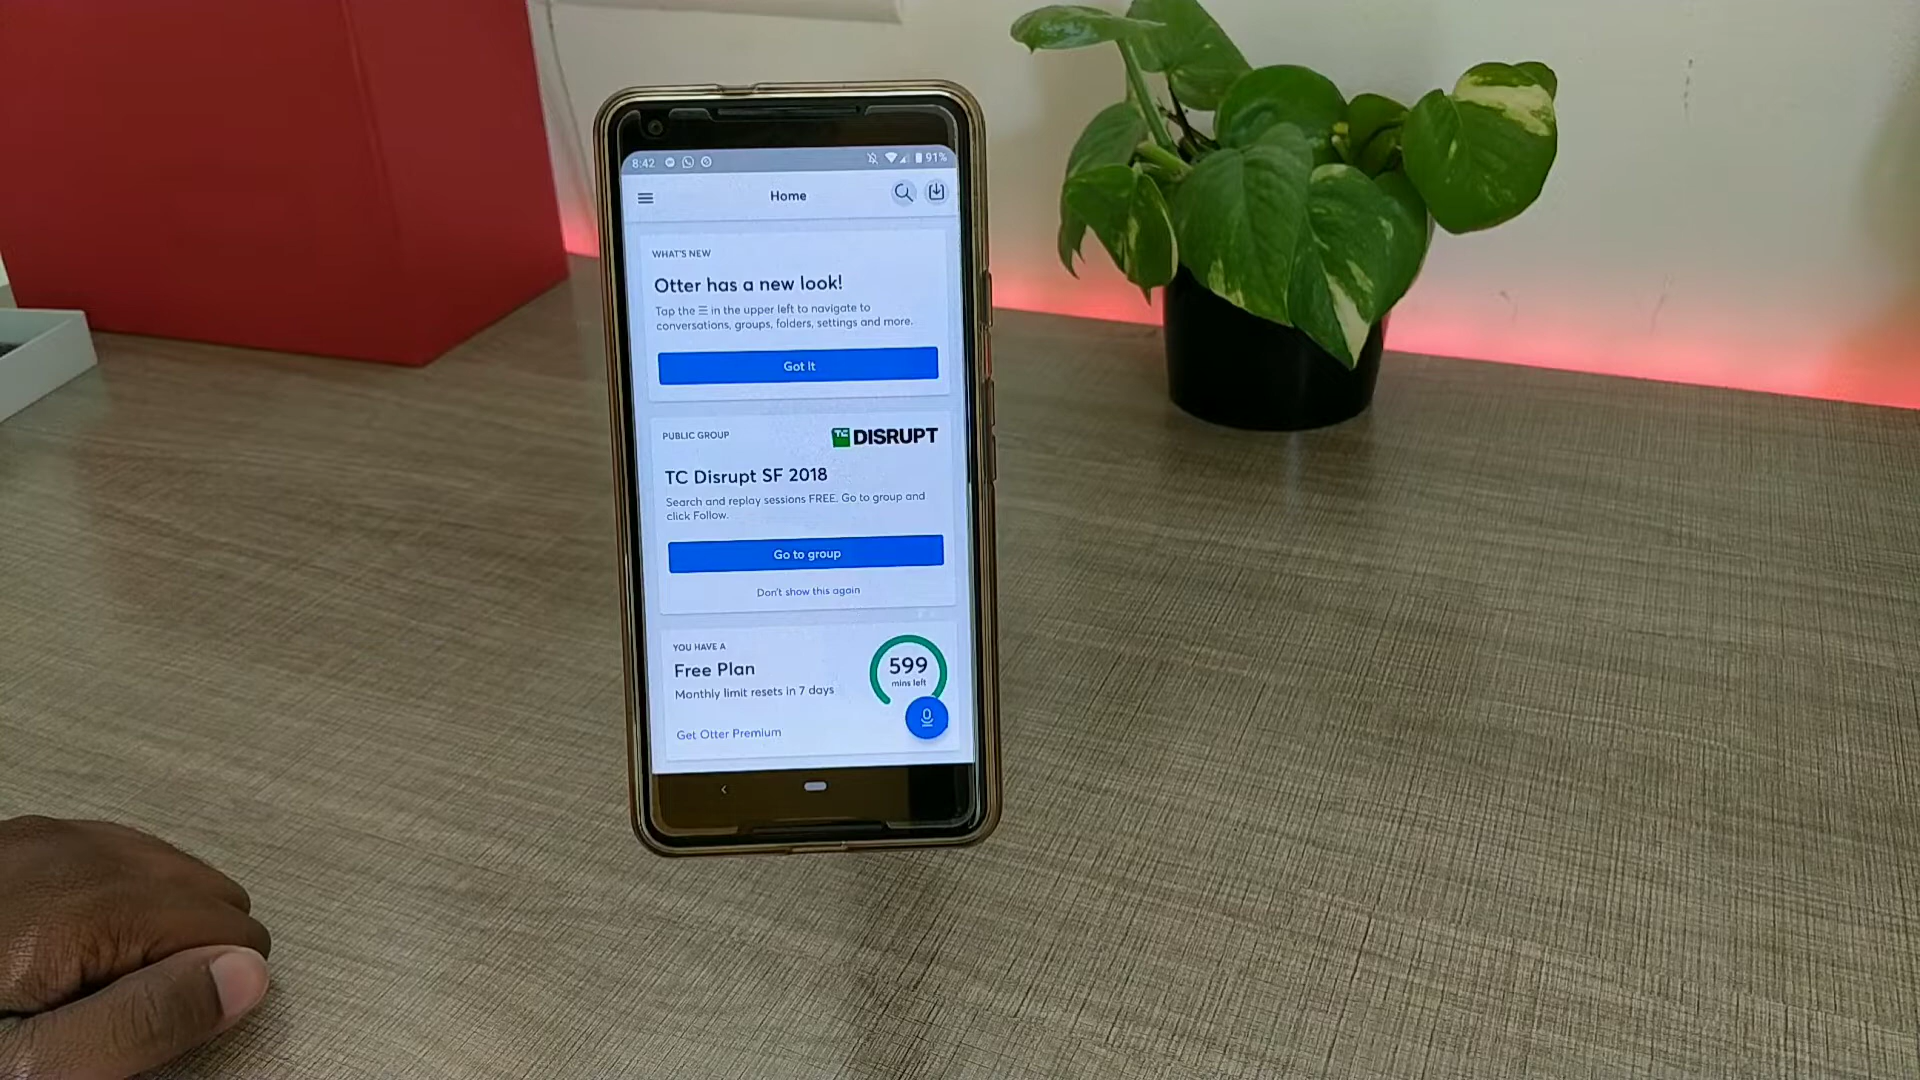 8:42
91%
Home
WHAT'S NEW
Otter has a new look!
Tap the ☰ in the upper left to navigate to
conversations, groups, folders, settings and more.
Got It
PUBLIC GROUP
TC DISRUPT
TC Disrupt SF 2018
Search and replay sessions FREE. Go to group and
click Follow.
Go to group
Don't show this again
YOU HAVE A
Free Plan
Monthly limit resets in 7 days
599
mins left
Get Otter Premium